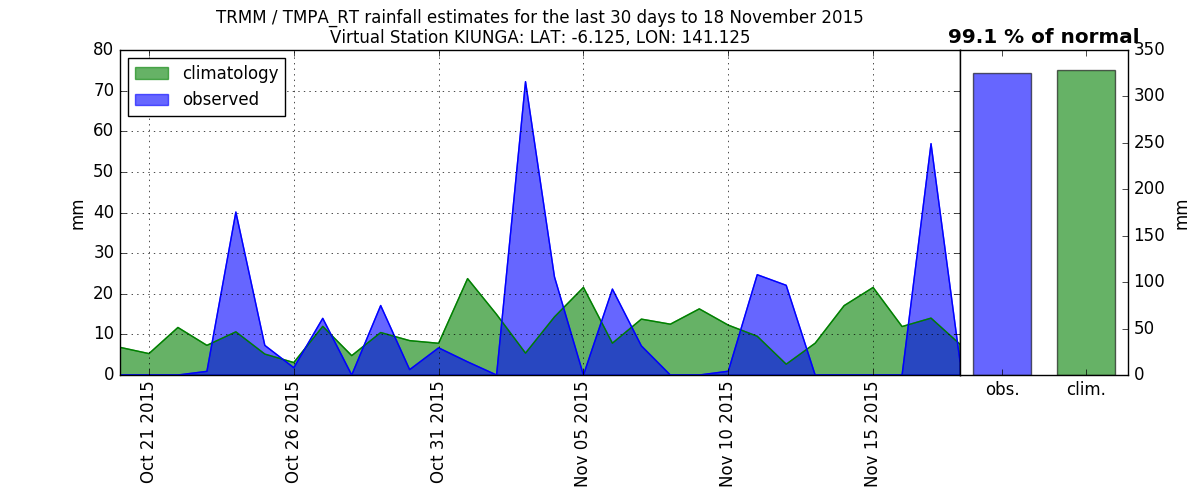 TRMM / TMPA_RT rainfall estimates for the last 30 days to 18 November 2015
Virtual Station KIUNGA: LAT: -6.125, LON: 141.125
99.1 % of normal
climatology
observed
80
70
60
50
40
30
20
10
0
mm
350
300
250
200
150
100
50
0
mm
Oct 21 2015
Oct 26 2015
Oct 31 2015
Nov 05 2015
Nov 10 2015
Nov 15 2015
obs.
clim.